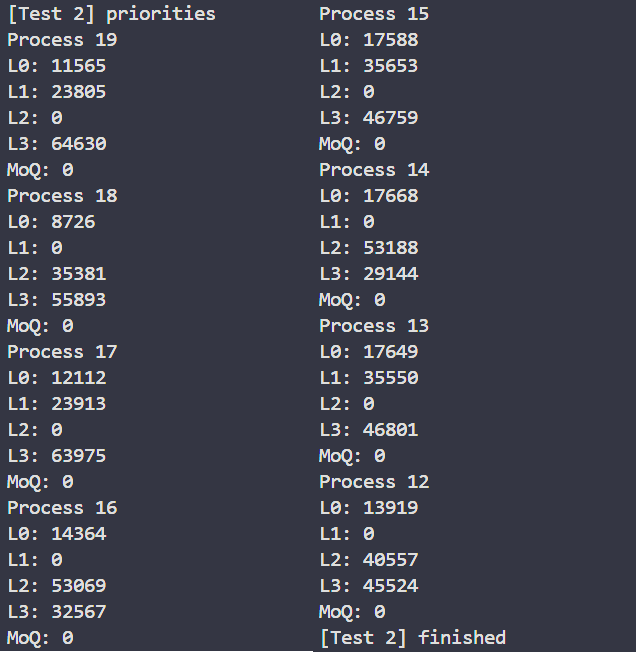 [Test 2] priorities
Process 19
L0: 11565
L1: 23805
L2: 0
L3: 64630
MoQ: 0
Process 18
L0: 8726
L1: 0
L2: 35381
L3: 55893
MoQ: 0
Process 17
L0: 12112
L1: 23913
L2: 0
L3: 63975
MoQ: 0
Process 16
L0: 14364
L1: 0
L2: 53069
L3: 32567
MoQ: 0
Process 15
L0: 17588
L1: 35653
L2: 0
L3: 46759
MoQ: 0
Process 14
L0: 17668
L1: 0
L2: 53188
L3: 29144
MoQ: 0
Process 13
L0: 17649
L1: 35550
L2: 0
L3: 46801
MoQ: 0
Process 12
L0: 13919
L1: 0
L2: 40557
L3: 45524
MoQ: 0
[Test 2] finished